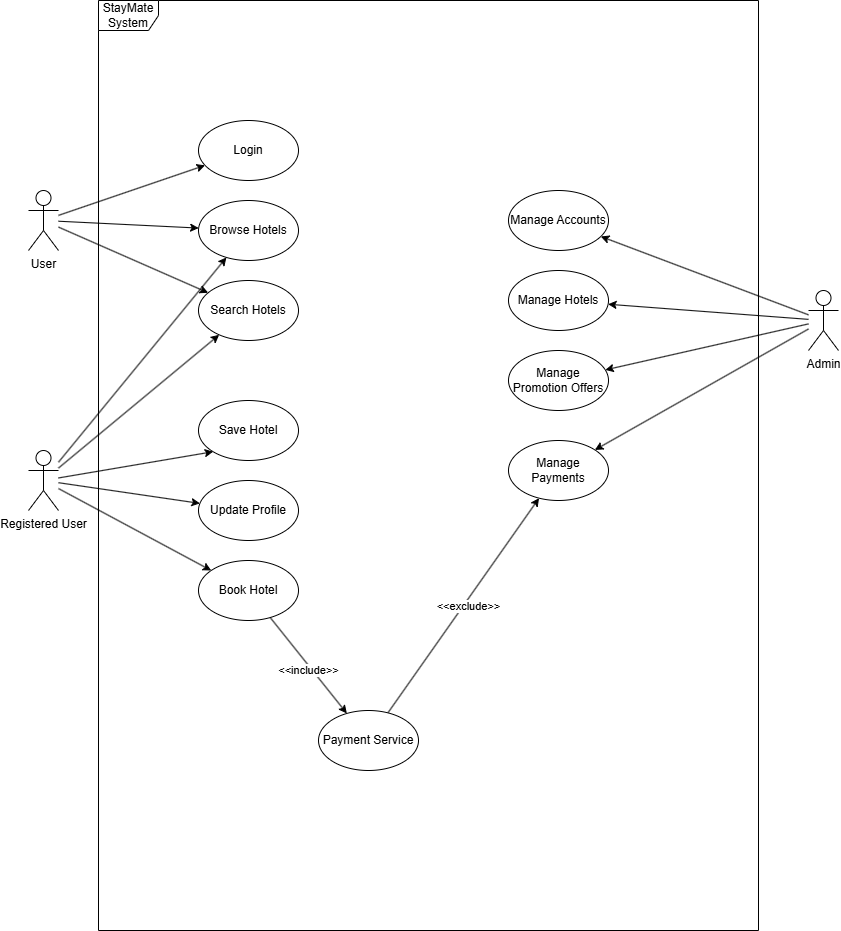 StayMate
System
Login
Browse Hotels
Search Hotels
User
Save Hotel
Update Profile
Book Hotel
Registered User
<<include>>
Payment Service
<<exclude>>
Manage Accounts
Manage Hotels
Manage
Promotion Offers
Manage
Payments
Admin